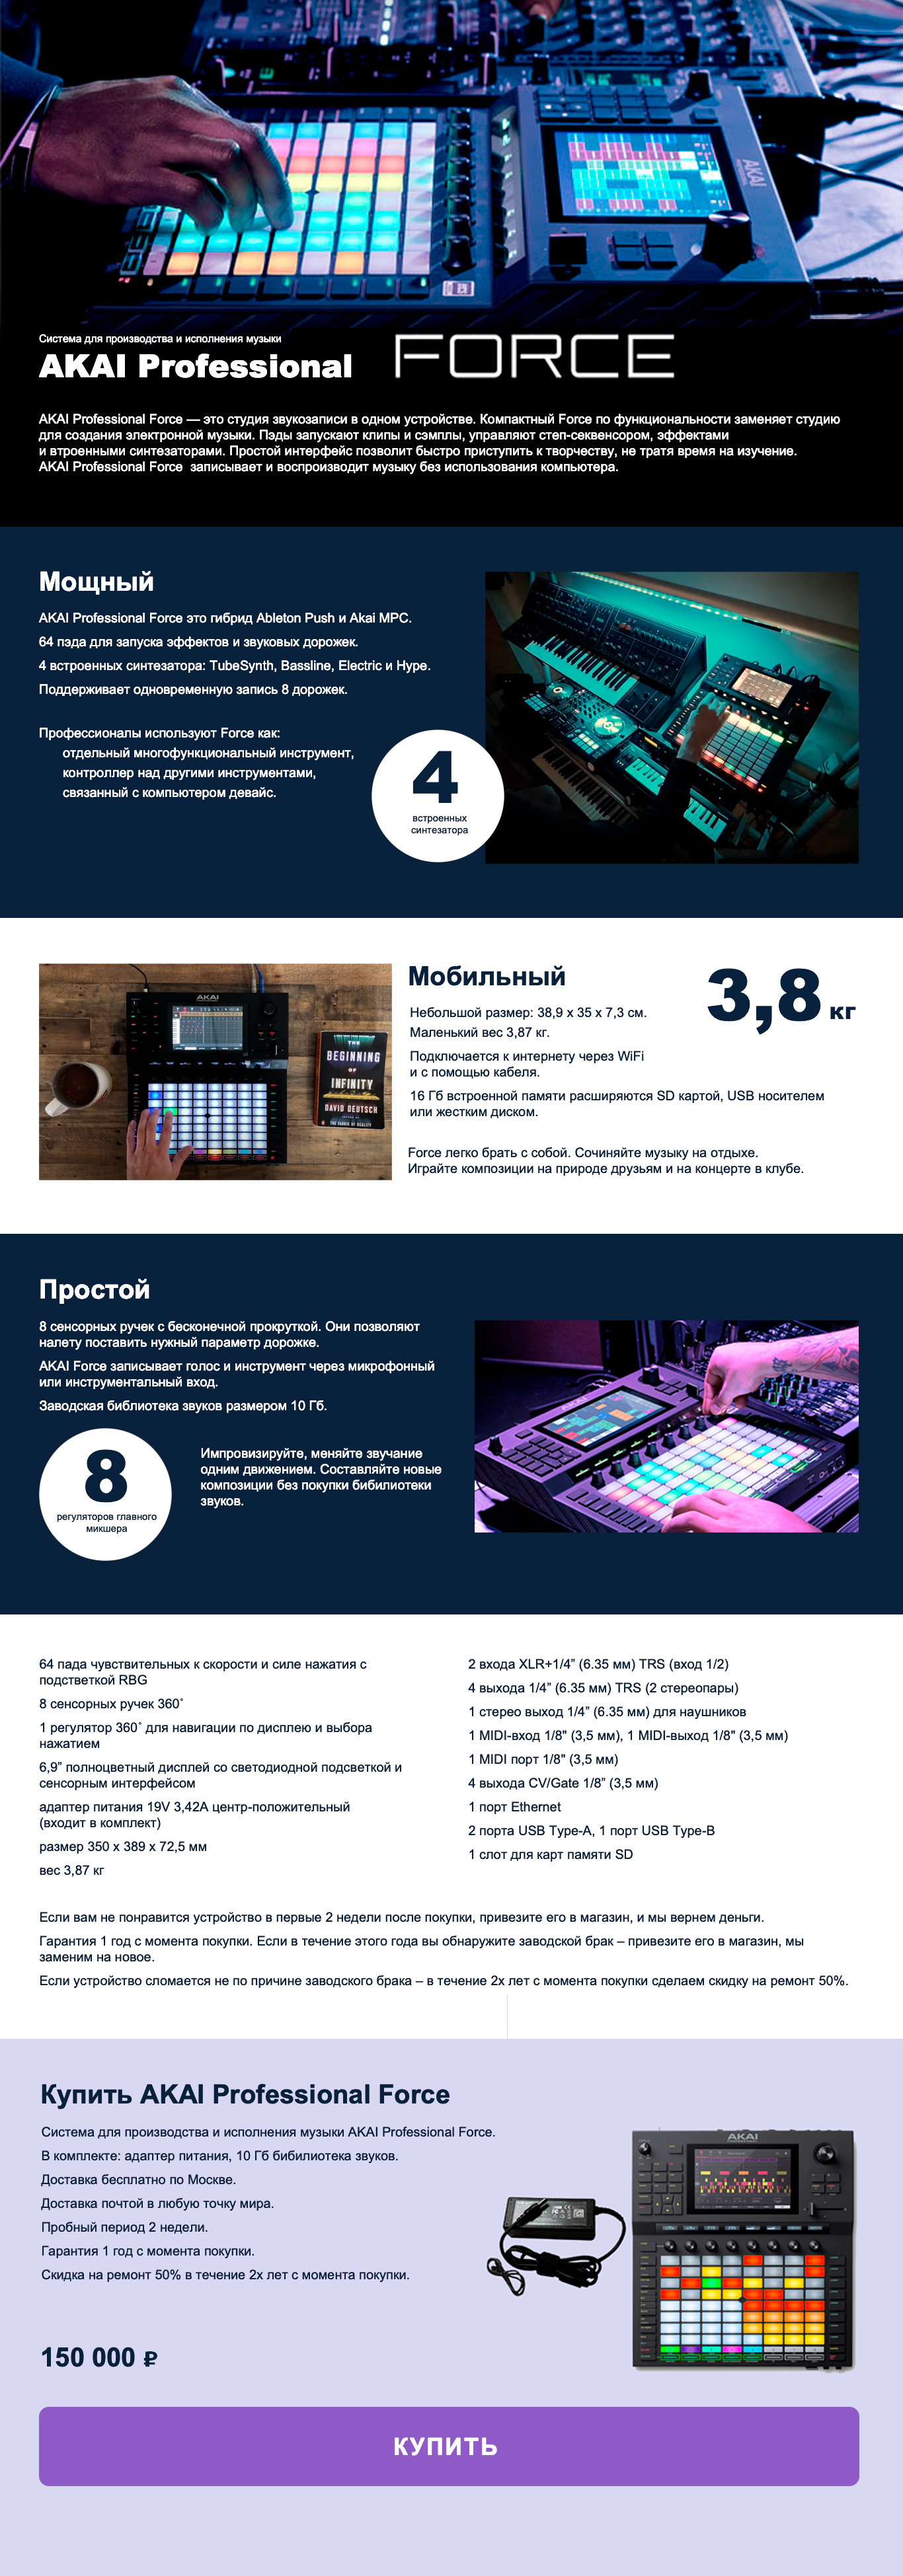 Система для производства и исполнения музыки
AKAI Professional FORCE
AKAI Professional Force — это студия звукозаписи в одном устройстве. Компактный Force по функциональности заменяет студию
для создания электронной музыки. Пэды запускают клипы и сэмплы, управляют степ-секвенсором, эффектами
и втроенными синтезаторами. Простой интерфейс позволит быстро приступить к творчеству, не тратя время на изучение.
AKAI Professional Force записывает и воспроизводит музыку без использования компьютера.
Мощный
AKAI Professional Force это гибрид Ableton Push и Akai MPC.
64 пэда для запуска эффектов и звуковых дорожек.
4 встроенных синтезатора: TubeSynth, Bassline, Electric и Hype.
Поддерживает одновременную запись 8 дорожек.
Профессионалы используют Force как:
отдельный многофункциональный инструмент,
контроллер над другими инструментами,
связанный с компьютером девайс.
4
встроенных
синтезатора
AKAI
THE
BEGINNING
OF
INFINITY
DAVID DEUTSCH
Мобильный
3,8 кг
Небольшой размер: 38,9 x 35 x 7,3 см.
Маленький вес 3,87 кг.
Подключается к интернету через WiFi
и с помощью кабеля.
16 Гб встроенной памяти расширяются SD картой, USB носителем
или жестким диском.
Force легко брать с собой. Сочиняйте музыку на отдыхе.
Играйте композиции на природе друзьям и на концерте в клубе.
Простой
8 сенсорных ручек с бесконечной прокруткой. Они позволяют
налету поставить нужный параметр дорожке.
AKAI Force записывает голос и инструмент через микрофонный
или инструментальный вход.
Заводская библиотека звуков размером 10 Гб.
8
регуляторов главного
микшера
Импровизируйте, меняйте звучание
одним движением. Составляйте новые
композиции без покупки бибилиотеки
звуков.
64 пада чувствительных к скорости и силе нажатия с
подстветкой RBG
8 сенсорных ручек 360˚
1 регулятор 360˚ для навигации по дисплею и выбора
нажатием
6,9” полноцветный дисплей со светодиодной подсветкой и
сенсорным интерфейсом
адаптер питания 19V 3,42A центр-положительный
(входит в комплект)
размер 350 x 389 x 72,5 мм
вес 3,87 кг
2 входа XLR+1/4” (6.35 мм) TRS (вход 1/2)
4 выхода 1/4” (6.35 мм) TRS (2 стереопары)
1 стерео выход 1/4” (6.35 мм) для наушников
1 MIDI-вход 1/8" (3,5 мм), 1 MIDI-выход 1/8" (3,5 мм)
1 MIDI порт 1/8" (3,5 мм)
4 выхода CV/Gate 1/8” (3,5 мм)
1 порт Ethernet
2 порта USB Type-A, 1 порт USB Type-B
1 слот для карт памяти SD
Если вам не понравится устройство в первые 2 недели после покупки, привезите его в магазин, и мы вернем деньги.
Гарантия 1 год с момента покупки. Если в течение этого года вы обнаружите заводской брак – привезите его в магазин, мы
заменим на новое.
Если устройство сломается не по причине заводского брака – в течение 2х лет с момента покупки сделаем скидку на ремонт 50%.
Купить AKAI Professional Force
Система для производства и исполнения музыки AKAI Professional Force.
В комплекте: адаптер питания, 10 Гб бибилиотека звуков.
Доставка бесплатно по Москве.
Доставка почтой в любую точку мира.
Пробный период 2 недели.
Гарантия 1 год с момента покупки.
Скидка на ремонт 50% в течение 2х лет с момента покупки.
AKAI
150 000 ₽
КУПИТЬ